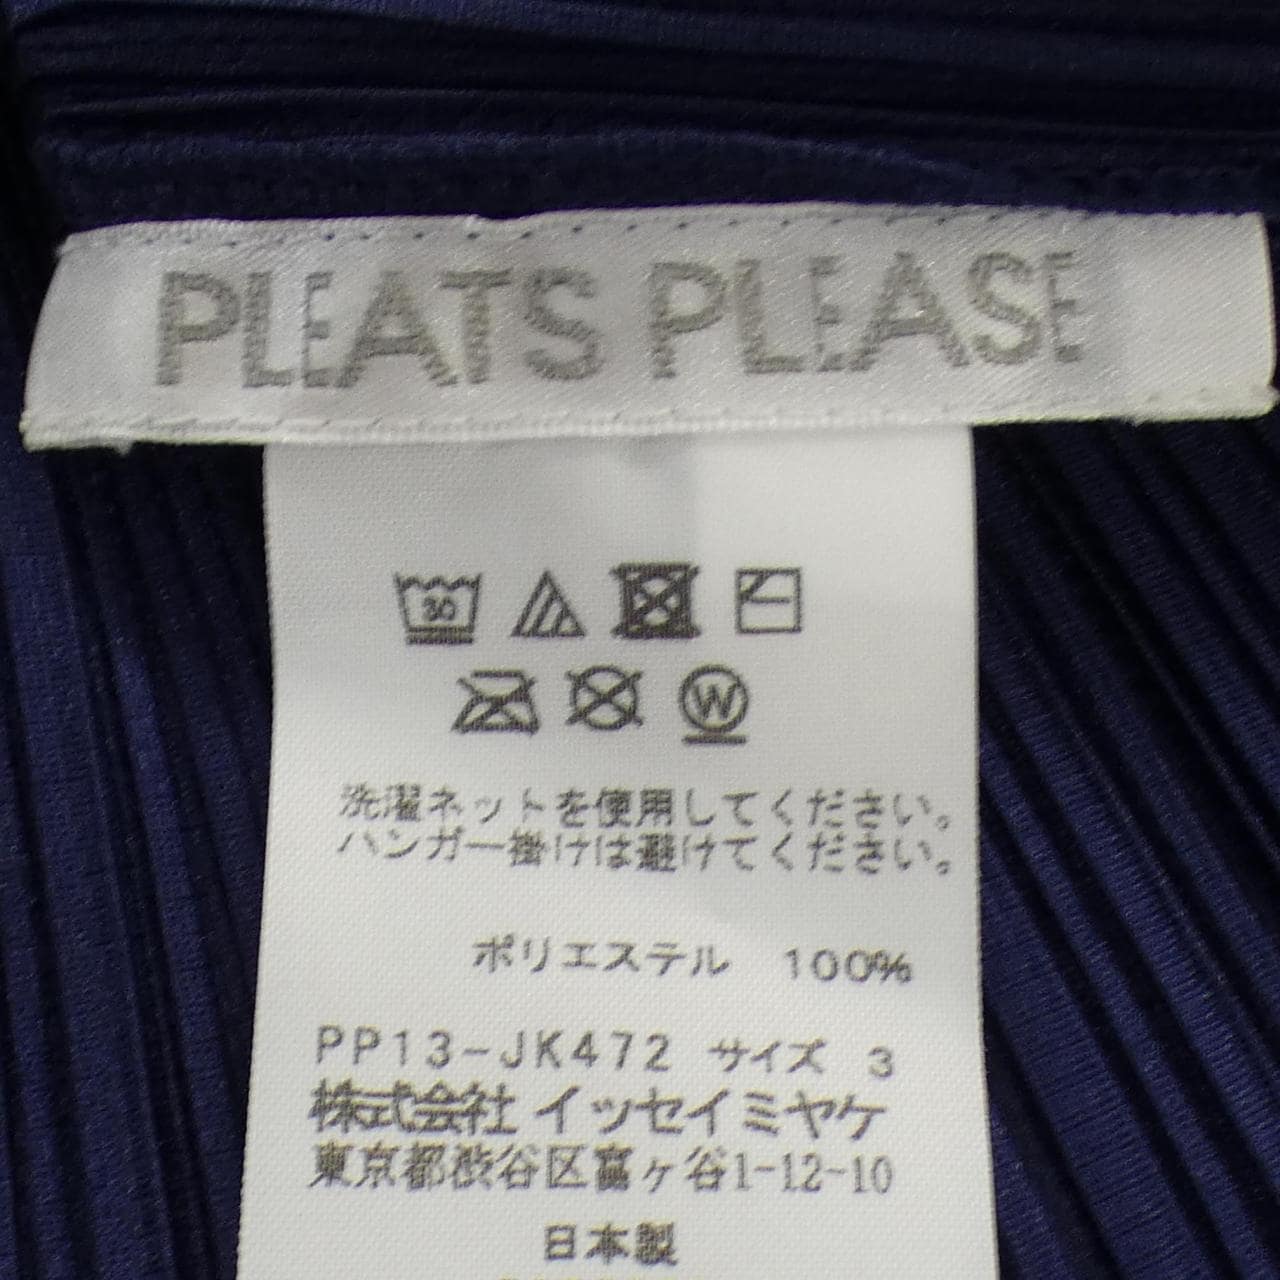 PLEATS PLEASE
30
W
洗濯ネットを使用してください。
ハンガー掛けは避けてください。
ポリエステル 100%
PP13-JK472 サイズ 3
株式会社 イッセイミヤケ
東京都渋谷区富ヶ谷1-12-10
日本製